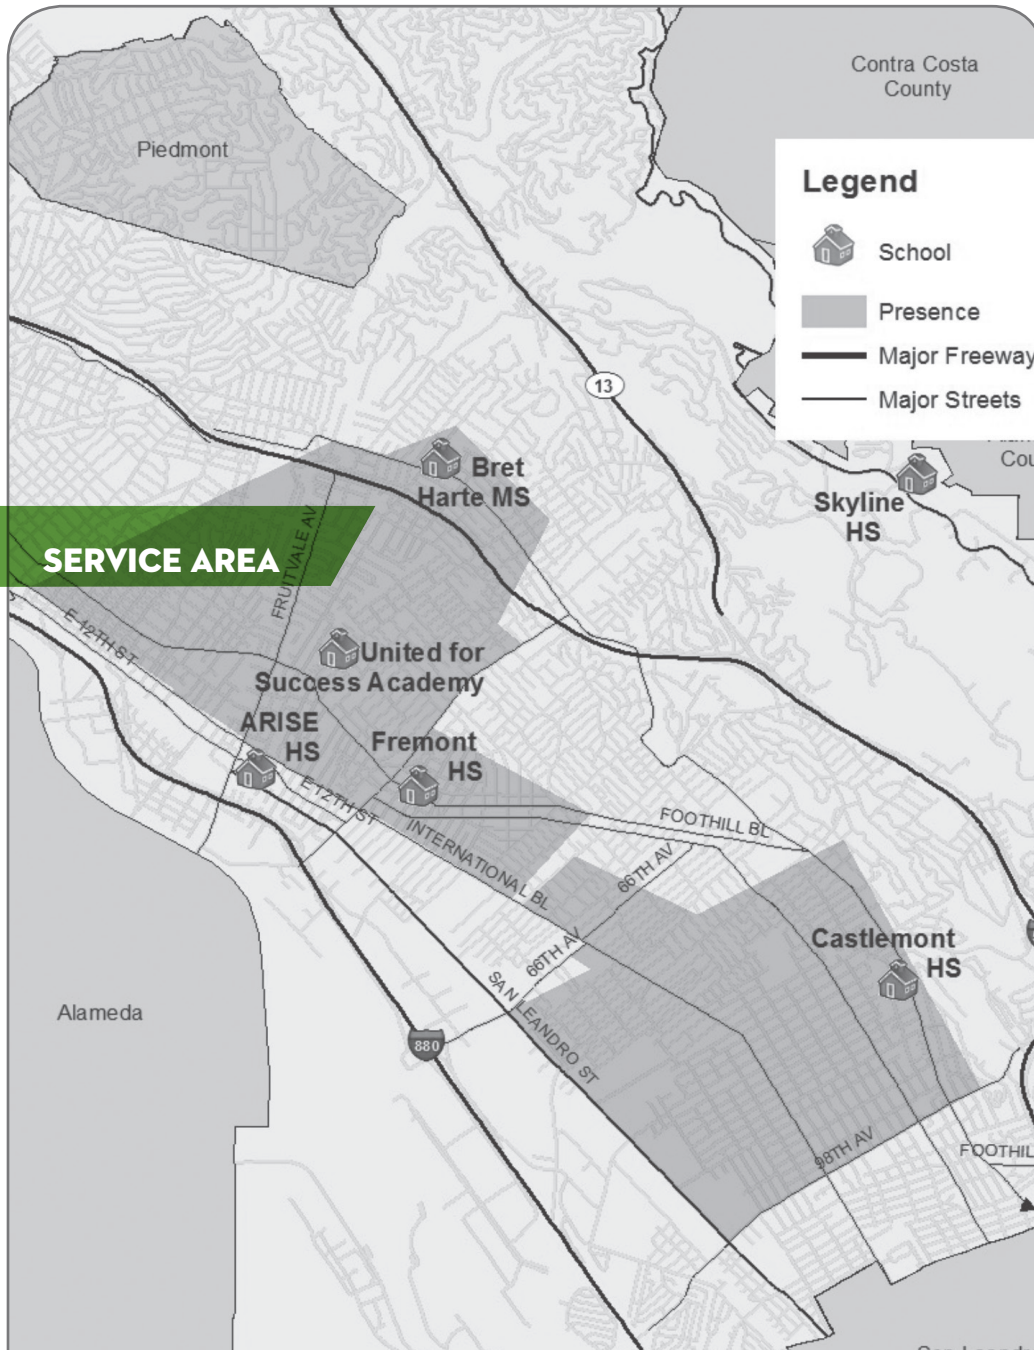 Contra Costa
County
Piedmont
Legend
School
Presence
Major Freeway
Major Streets
13
Bret
Harte MS
Skyline
HS
SERVICE AREA
FRUITVALE AV
E 12TH ST
United for
Success Academy
ARISE
HS
Fremont
HS
E 12TH ST
INTERNATIONAL BL
FOOTHILL BL
66TH AV
66TH AV
Castlemont
HS
SAN LEANDRO ST
Alameda
880
98TH AV
FOOTHIL